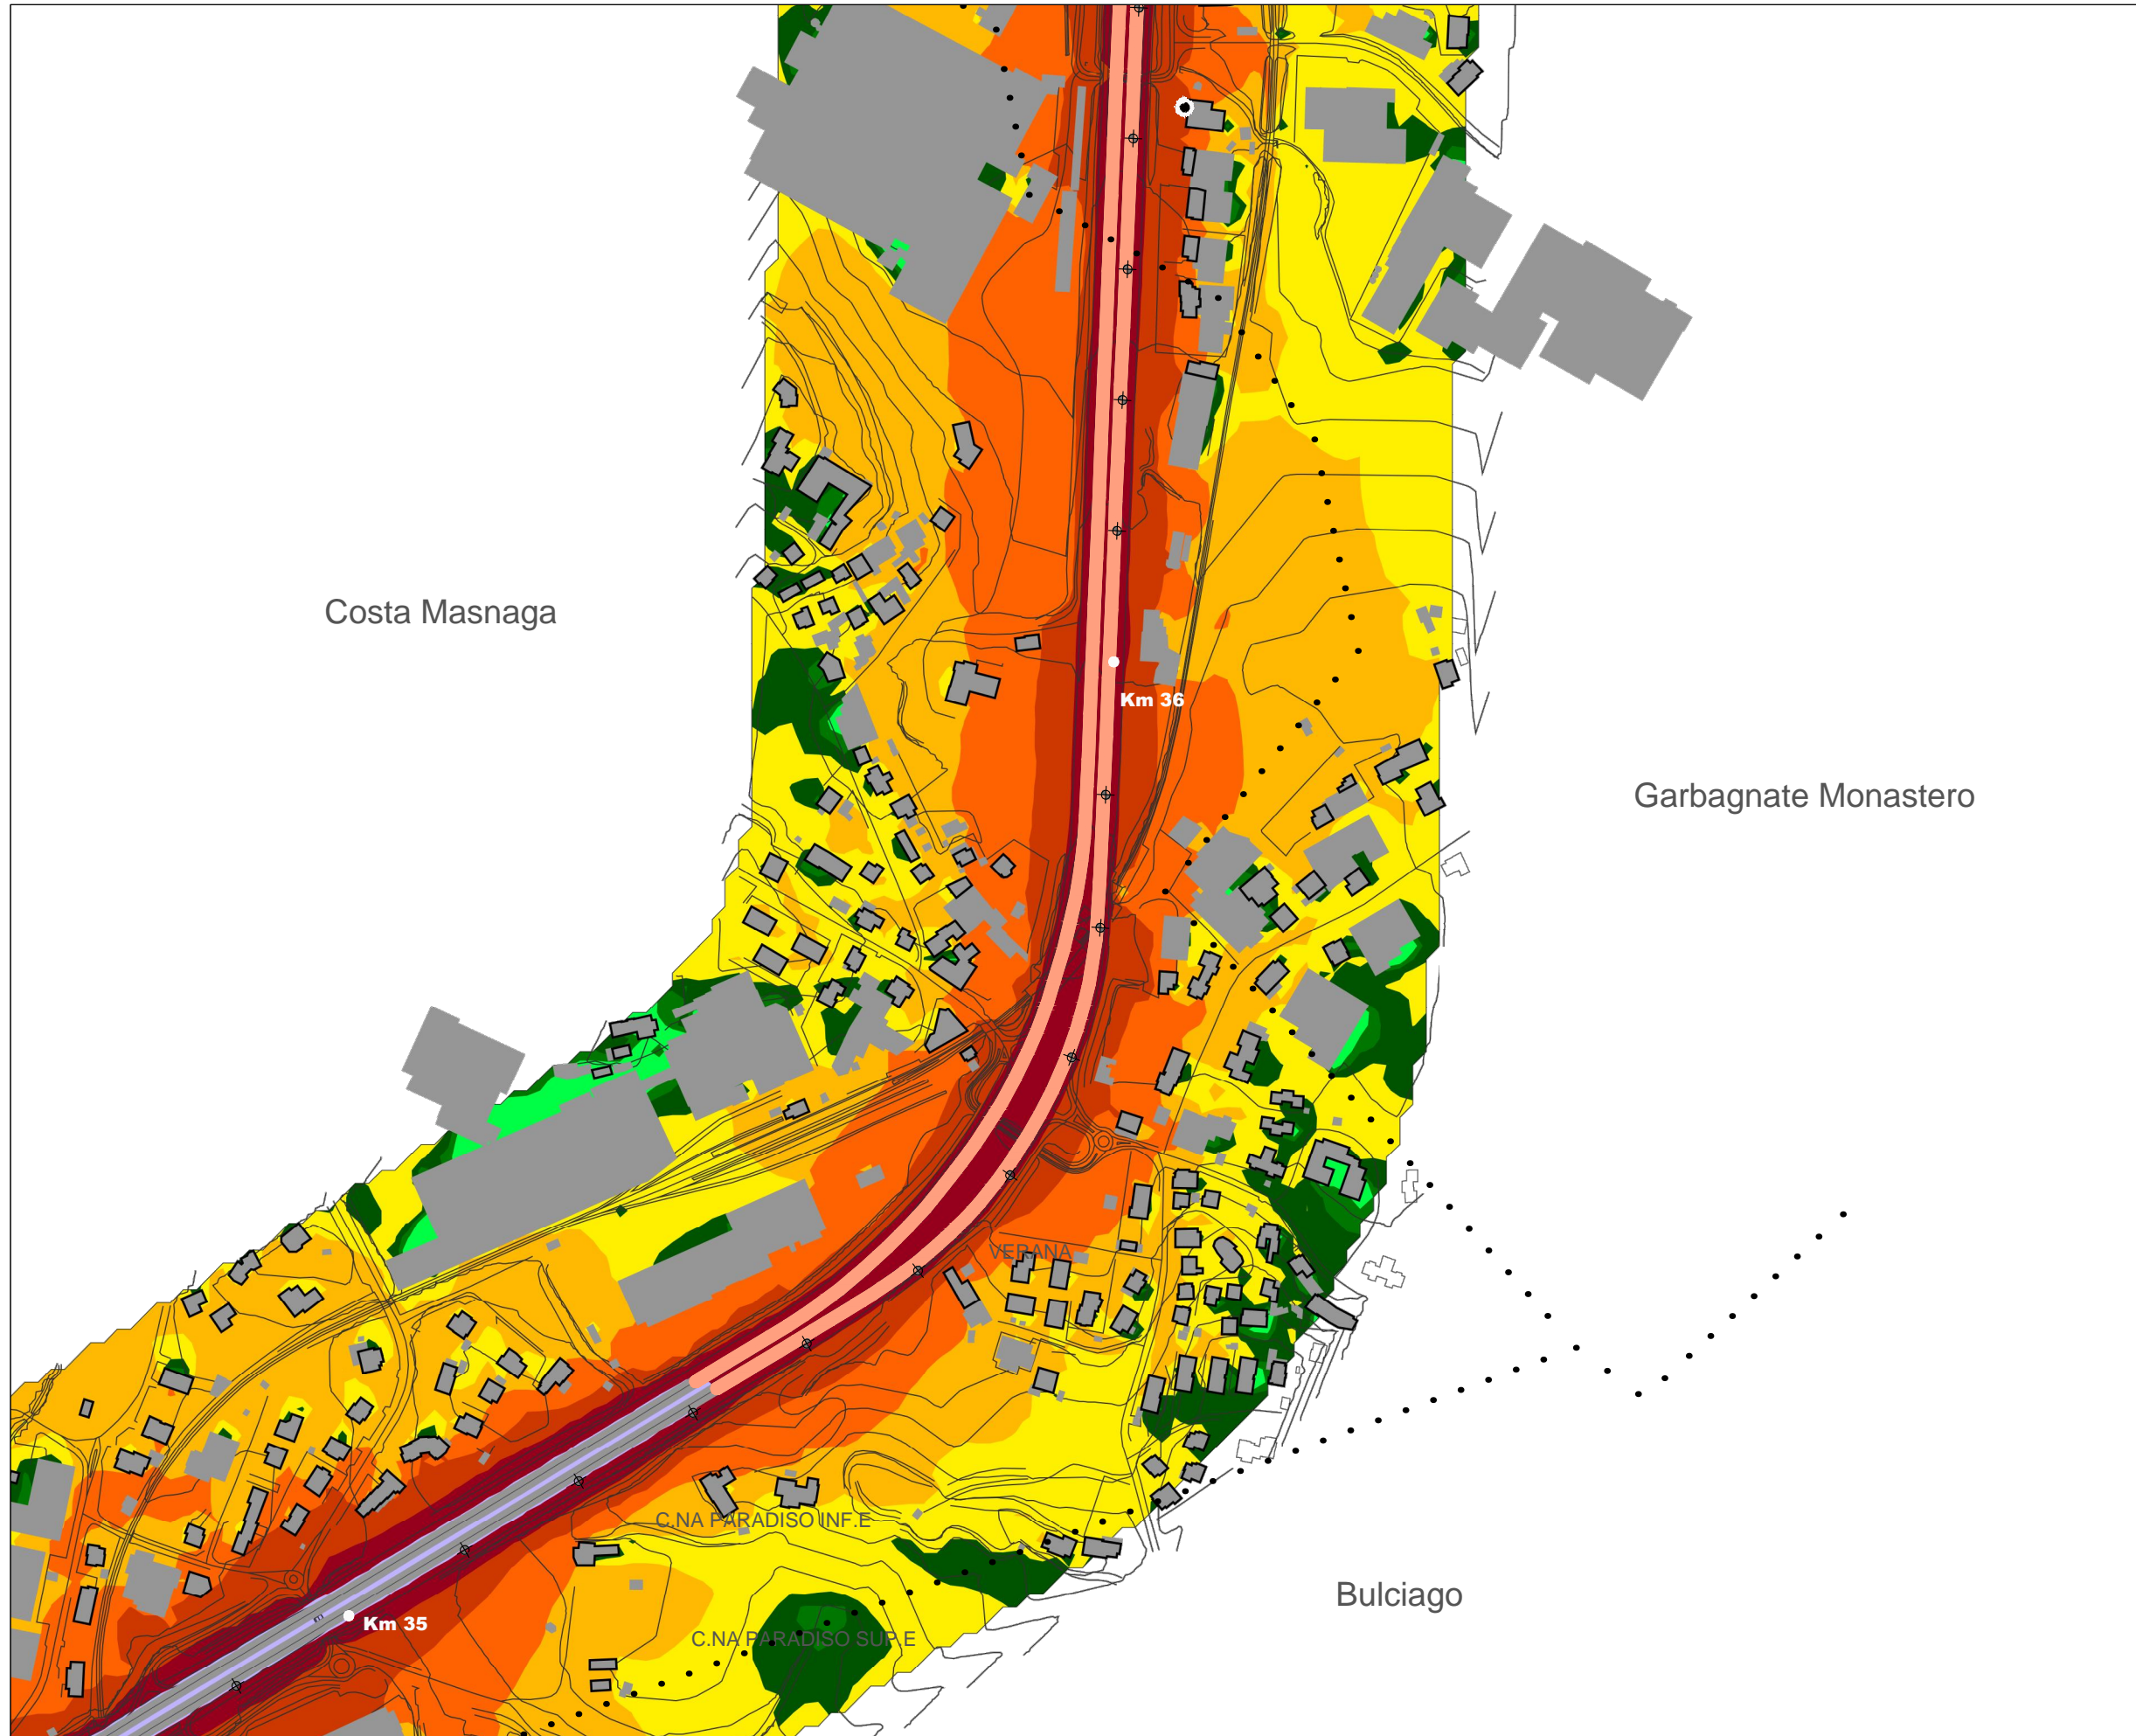 Costa Masnaga
Km 36
Garbagnate Monastero
VERANA
C.NA PARADISO INF.E
Bulciago
Km 35
C.NA PARADISO SUP.E